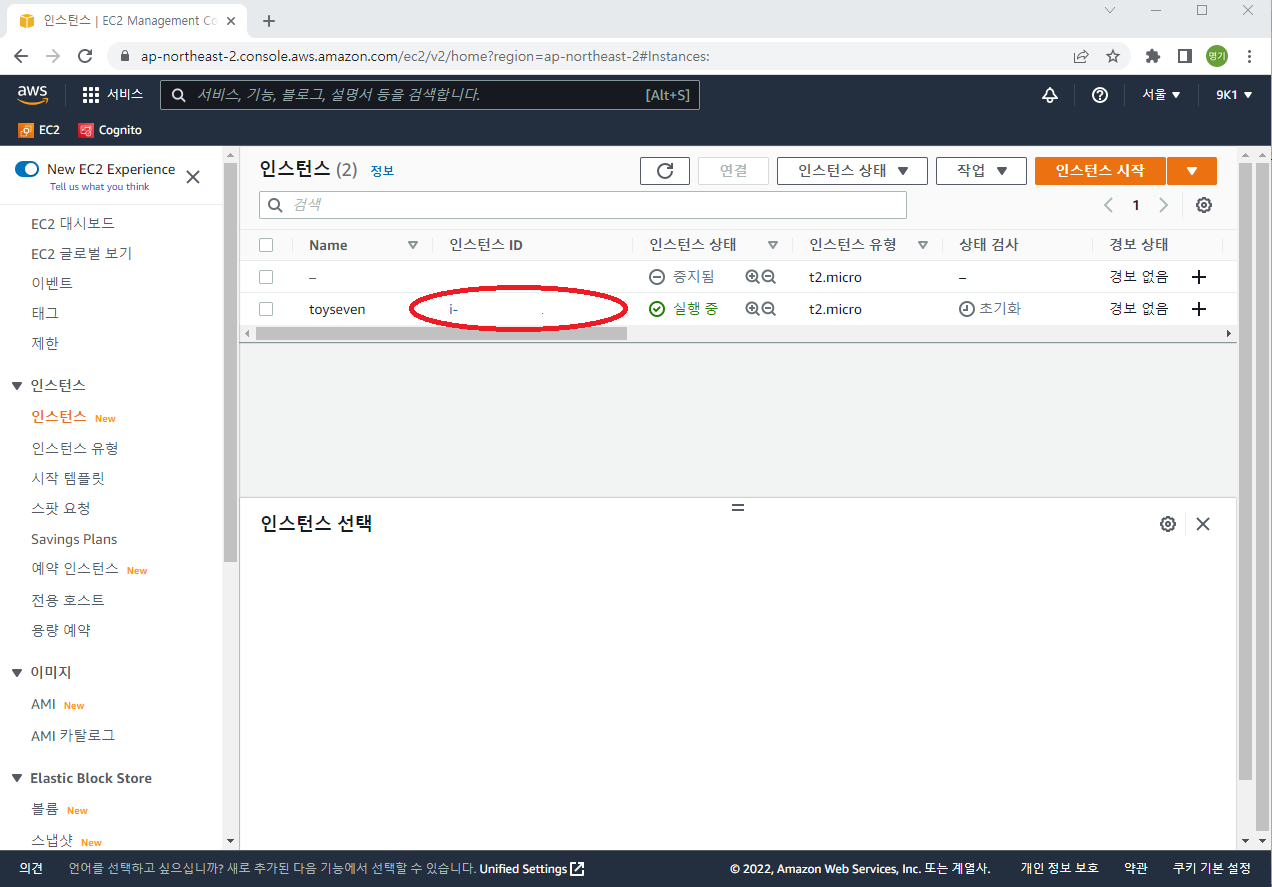 인스턴스 | EC2 Management Co
ap-northeast-2.console.aws.amazon.com/ec2/v2/home?region=ap-northeast-2#Instances:
영기
aws 서비스 서비스, 기능, 블로그, 설명서 등을 검색합니다. [Alt+S] 서울 9K1
EC2 Cognito
New EC2 Experience
Tell us what you think
EC2 대시보드
EC2 글로벌 보기
이벤트
태그
제한
인스턴스
인스턴스 New
인스턴스 유형
시작 템플릿
스팟 요청
Savings Plans
예약 인스턴스 New
전용 호스트
용량 예약
이미지
AMI New
AMI 카탈로그
Elastic Block Store
볼륨 New
스냅샷 New
인스턴스 (2) 정보 연결 인스턴스 상태 작업 인스턴스 시작
검색 1
Name 인스턴스 ID 인스턴스 상태 인스턴스 유형 상태 검사 경보 상태
– 중지됨 t2.micro – 경보 없음 +
toyseven i- 실행 중 t2.micro 초기화 경보 없음 +
인스턴스 선택
의견 언어를 선택하고 싶으십니까? 새로 추가된 다음 기능에서 선택할 수 있습니다. Unified Settings © 2022, Amazon Web Services, Inc. 또는 계열사. 개인 정보 보호 약관 쿠키 기본 설정